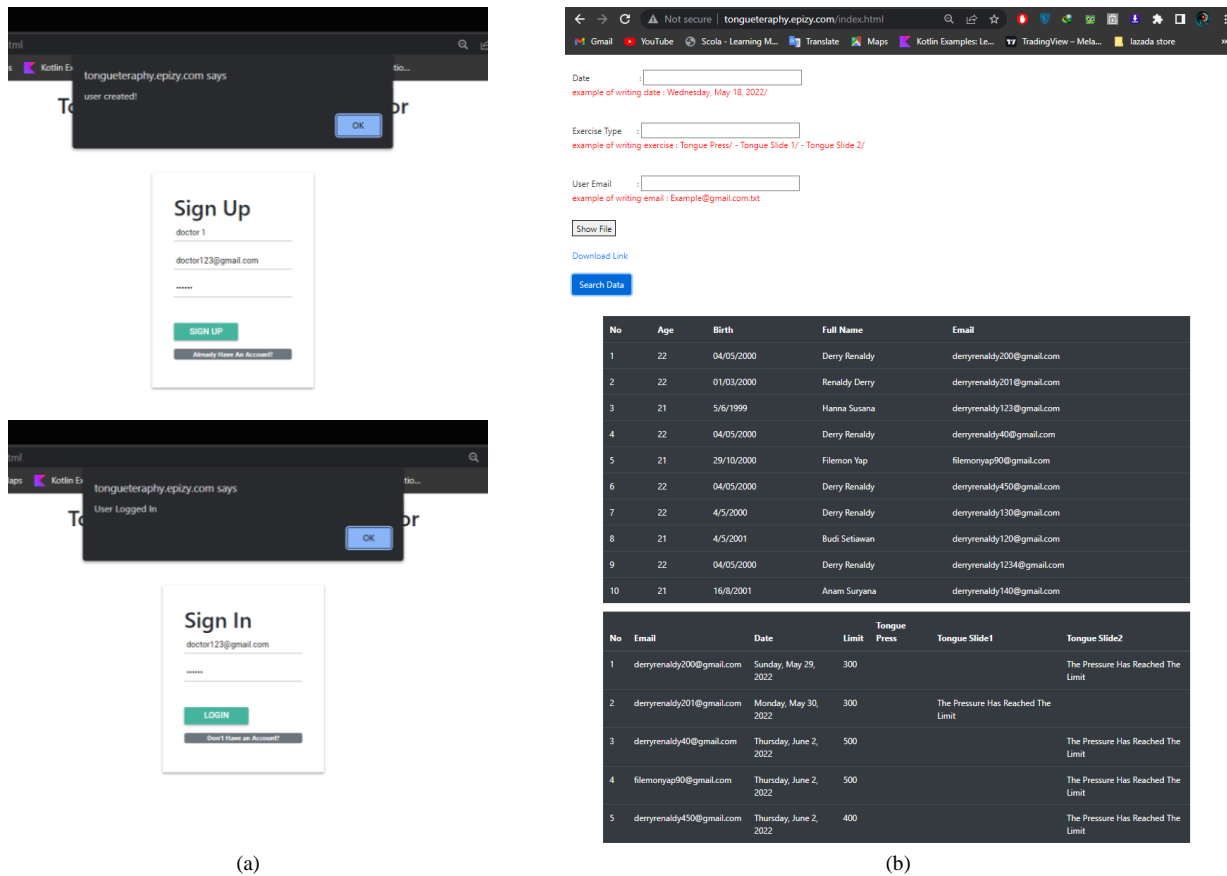 tml
s Kotlin Ex
tio...
tongueteraphy.epizy.com says
user created!
OK
To
or
Sign Up
doctor 1
doctor123@gmail.com
••••••
SIGN UP
Already Have An Account?
tml
laps Kotlin Ex
tio...
tongueteraphy.epizy.com says
User Logged In
OK
To
or
Sign In
doctor123@gmail.com
••••••
LOGIN
Don't Have an Account?
(a)
Not secure | tongueteraphy.epizy.com/index.html
Gmail YouTube Scola - Learning M... Translate Maps Kotlin Examples: Le... TradingView – Mela... lazada store »
Date :
example of writing date : Wednesday, May 18, 2022/
Exercise Type :
example of writing exercise : Tongue Press/ - Tongue Slide 1/ - Tongue Slide 2/
User Email :
example of writing email : Example@gmail.com.txt
Show File
Download Link
Search Data
No Age Birth Full Name Email
1 22 04/05/2000 Derry Renaldy derryrenaldy200@gmail.com
2 22 01/03/2000 Renaldy Derry derryrenaldy201@gmail.com
3 21 5/6/1999 Hanna Susana derryrenaldy123@gmail.com
4 22 04/05/2000 Derry Renaldy derryrenaldy40@gmail.com
5 21 29/10/2000 Filemon Yap filemonyap90@gmail.com
6 22 04/05/2000 Derry Renaldy derryrenaldy450@gmail.com
7 22 4/5/2000 Derry Renaldy derryrenaldy130@gmail.com
8 21 4/5/2001 Budi Setiawan derryrenaldy120@gmail.com
9 22 04/05/2000 Derry Renaldy derryrenaldy1234@gmail.com
10 21 16/8/2001 Anam Suryana derryrenaldy140@gmail.com
No Email Date Limit Tongue Press Tongue Slide1 Tongue Slide2
1 derryrenaldy200@gmail.com Sunday, May 29, 300 The Pressure Has Reached The
2022 Limit
2 derryrenaldy201@gmail.com Monday, May 30, 300 The Pressure Has Reached The
2022 Limit
3 derryrenaldy40@gmail.com Thursday, June 2, 500 The Pressure Has Reached The
2022 Limit
4 filemonyap90@gmail.com Thursday, June 2, 500 The Pressure Has Reached The
2022 Limit
5 derryrenaldy450@gmail.com Thursday, June 2, 400 The Pressure Has Reached The
2022 Limit
(b)